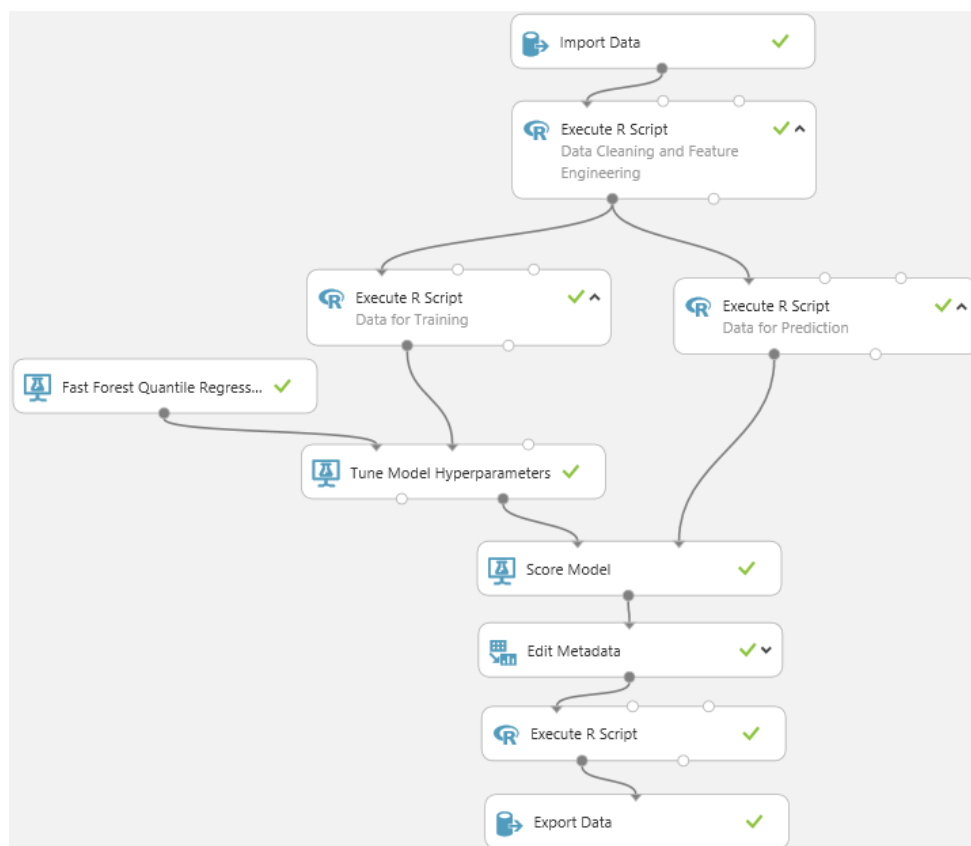 Import Data
Execute R Script
Data Cleaning and Feature
Engineering
Execute R Script
Data for Training
Execute R Script
Data for Prediction
Fast Forest Quantile Regress...
Tune Model Hyperparameters
Score Model
Edit Metadata
Execute R Script
Export Data